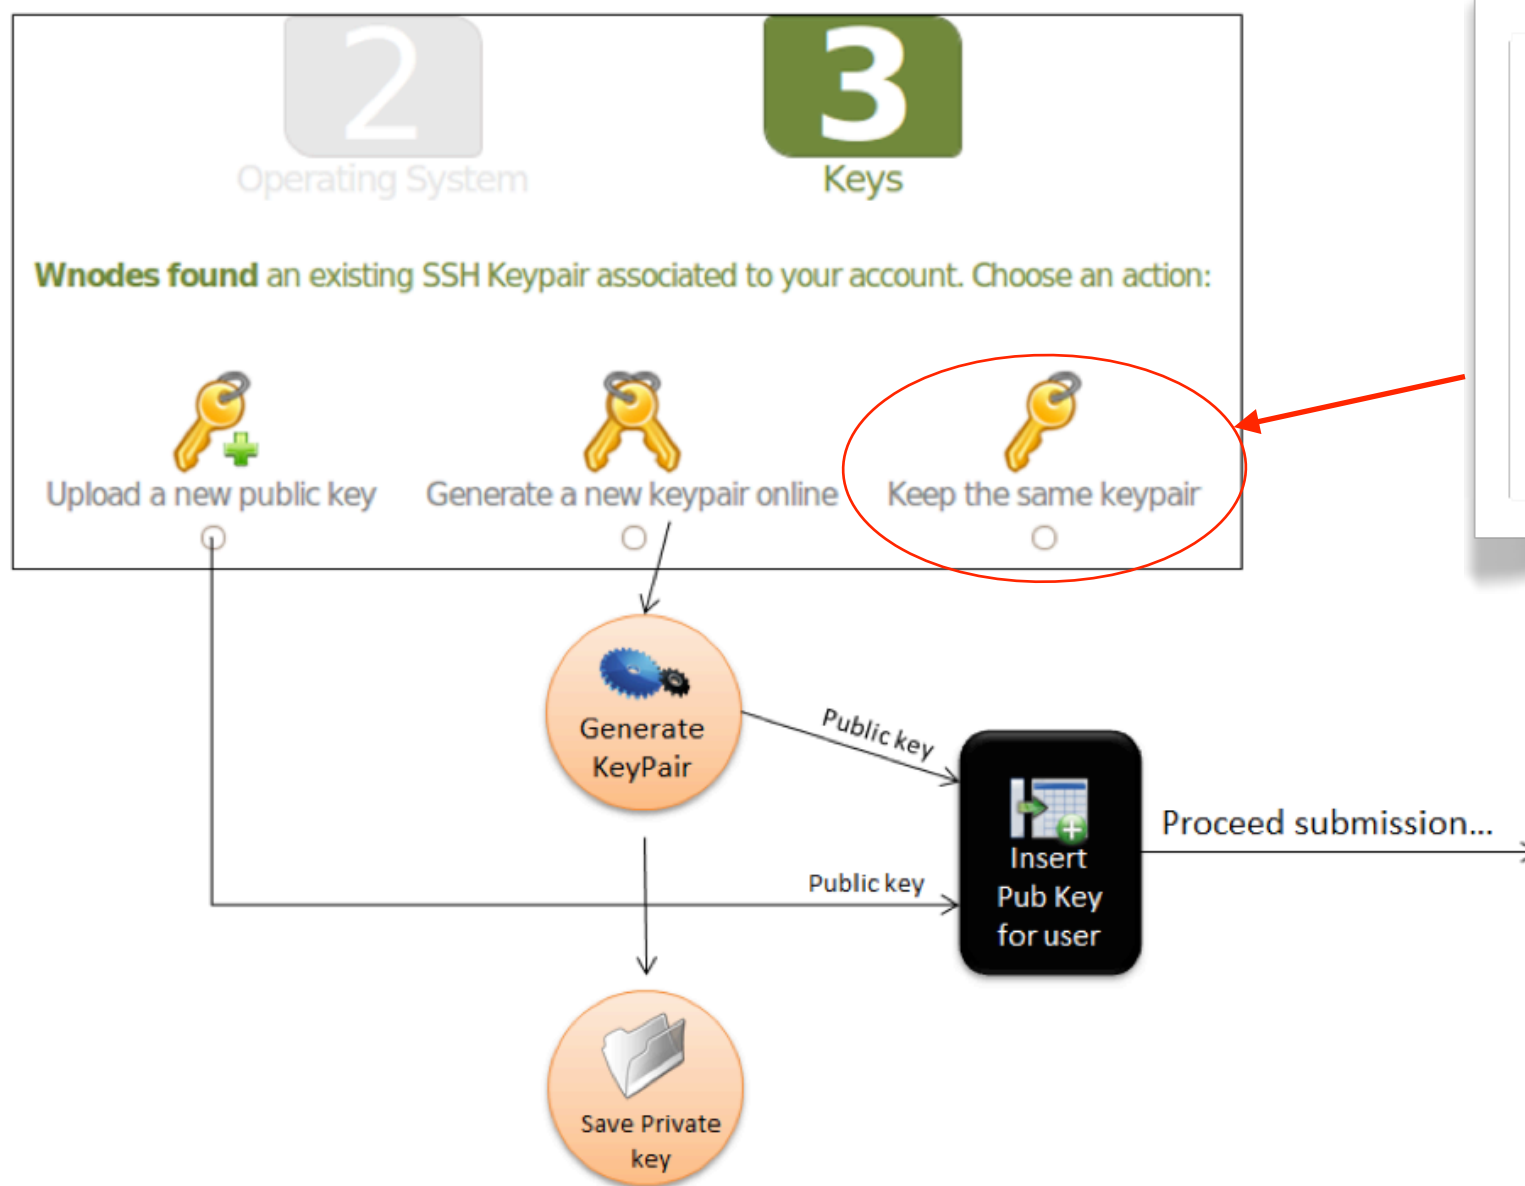 2
3
Operating System
Keys
Wnodes found an existing SSH Keypair associated to your account. Choose an action:
Upload a new public key
Generate a new keypair online
Keep the same keypair
Generate
KeyPair
Public key
Public key
Insert
Pub Key
for user
Proceed submission...
Save Private
key